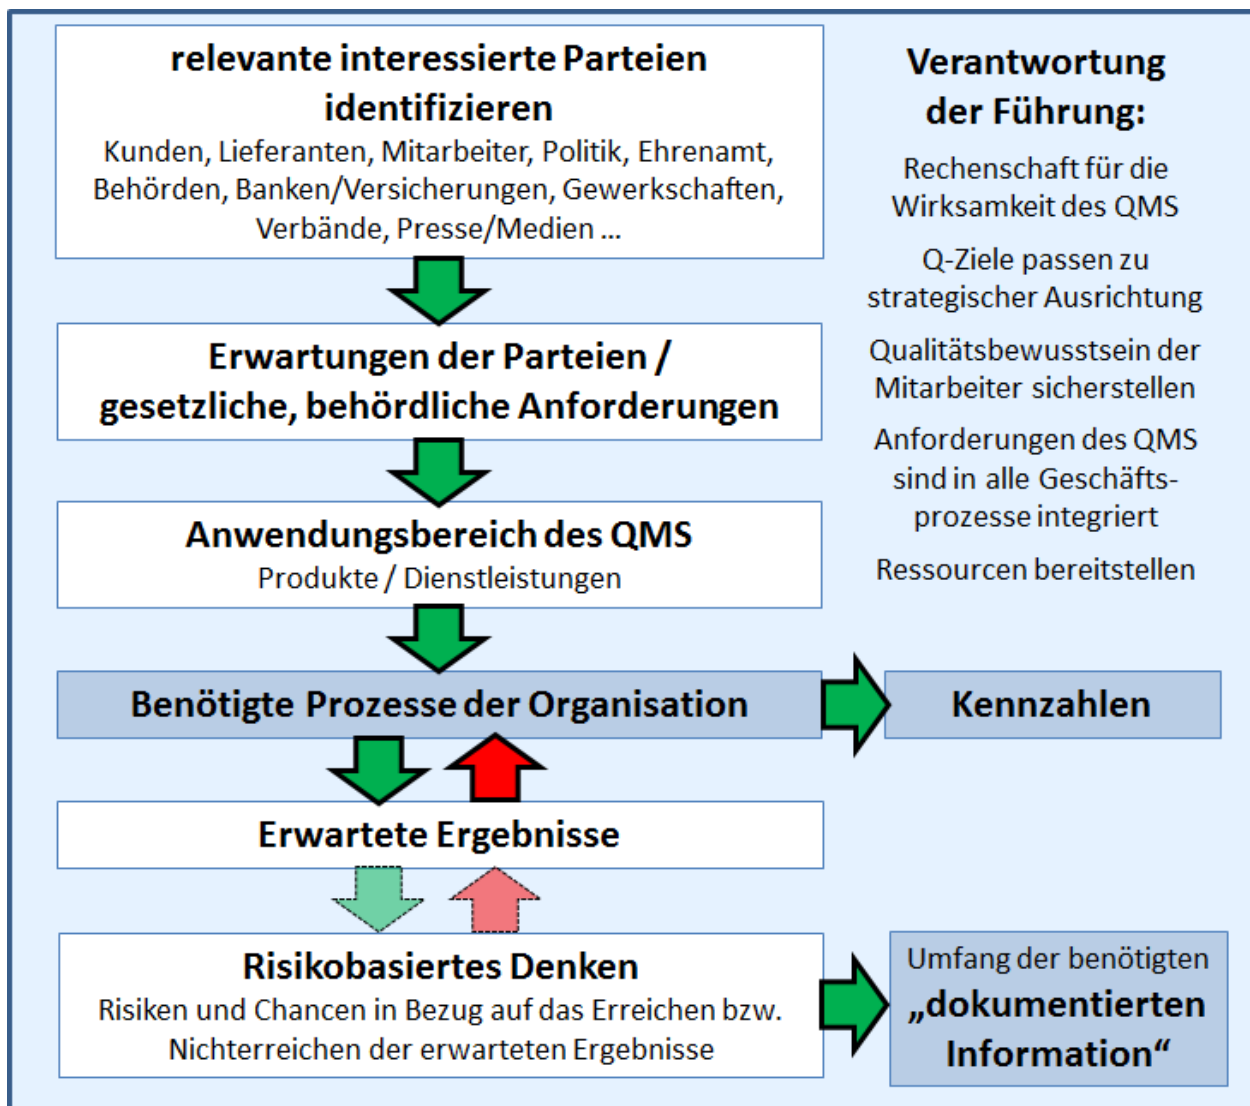 relevante interessierte Parteien
identifizieren
Kunden, Lieferanten, Mitarbeiter, Politik, Ehrenamt,
Behörden, Banken/Versicherungen, Gewerkschaften,
Verbände, Presse/Medien ...
Erwartungen der Parteien /
gesetzliche, behördliche Anforderungen
Anwendungsbereich des QMS
Produkte / Dienstleistungen
Benötigte Prozesse der Organisation
Erwartete Ergebnisse
Risikobasiertes Denken
Risiken und Chancen in Bezug auf das Erreichen bzw.
Nichterreichen der erwarteten Ergebnisse
Verantwortung
der Führung:
Rechenschaft für die
Wirksamkeit des QMS
Q-Ziele passen zu
strategischer Ausrichtung
Qualitätsbewusstsein der
Mitarbeiter sicherstellen
Anforderungen des QMS
sind in alle Geschäfts-
prozesse integriert
Ressourcen bereitstellen
Kennzahlen
Umfang der benötigten
„dokumentierten
Information“